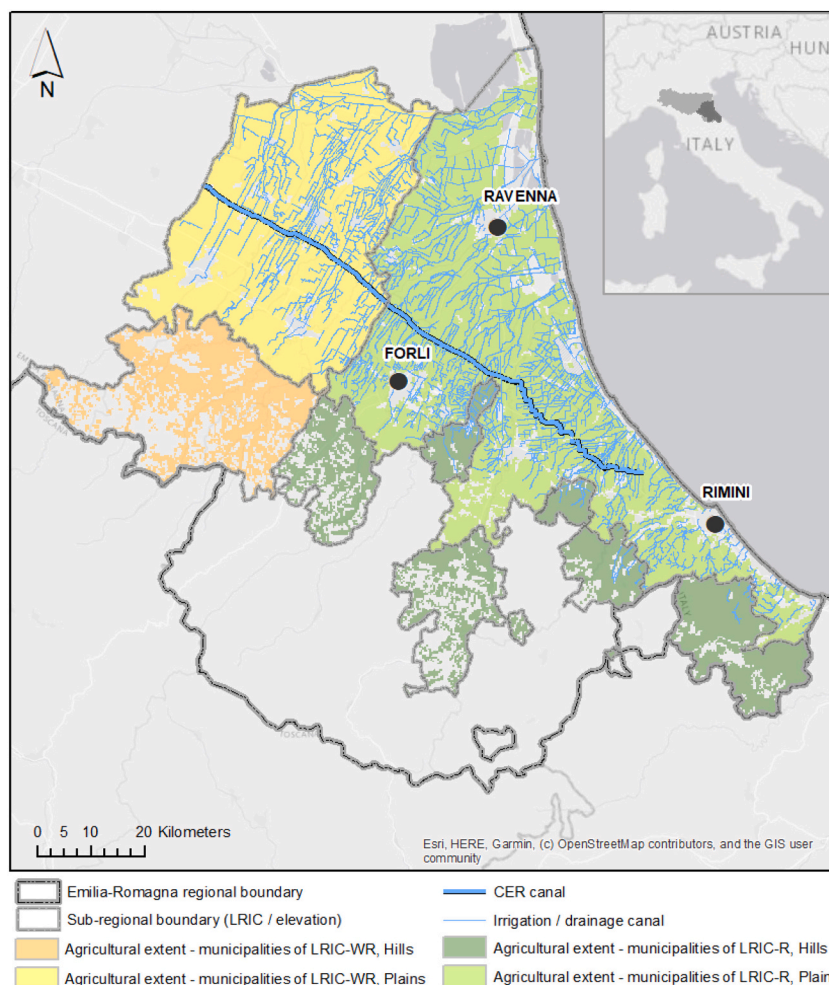 AUSTRIA
HUN
ITALY
N
RAVENNA
FORLI
RIMINI
TOSCANA
ITALY
TOSCANA
0 5 10 20 Kilometers
Esri, HERE, Garmin, (c) OpenStreetMap contributors, and the GIS user
community
Emilia-Romagna regional boundary
CER canal
Sub-regional boundary (LRIC / elevation)
Irrigation / drainage canal
Agricultural extent - municipalities of LRIC-WR, Hills
Agricultural extent - municipalities of LRIC-R, Hills
Agricultural extent - municipalities of LRIC-WR, Plains
Agricultural extent - municipalities of LRIC-R, Plain